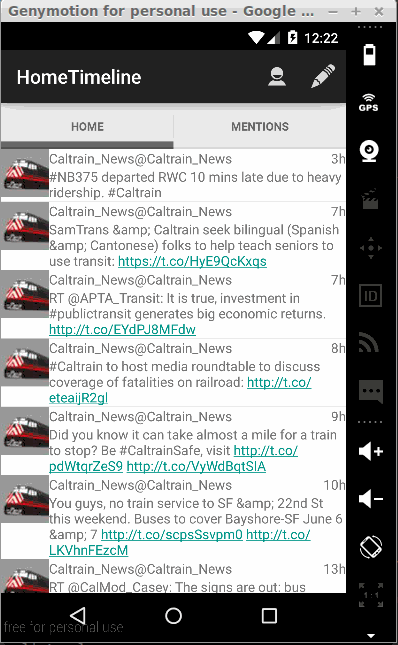 Genymotion for personal use - Google ...
12:22
HomeTimeline
HOME
MENTIONS
Caltrain_News@Caltrain_News 3h
#NB375 departed RWC 10 mins late due to heavy
ridership. #Caltrain
Caltrain_News@Caltrain_News 7h
SamTrans &amp; Caltrain seek bilingual (Spanish
&amp; Cantonese) folks to help teach seniors to
use transit: https://t.co/HyE9QcKxqs
Caltrain_News@Caltrain_News 7h
RT @APTA_Transit: It is true, investment in
#publictransit generates big economic returns.
http://t.co/EYdPJ8MFdw
Caltrain_News@Caltrain_News 8h
#Caltrain to host media roundtable to discuss
coverage of fatalities on railroad: http://t.co/
eteaijR2gl
Caltrain_News@Caltrain_News 9h
Did you know it can take almost a mile for a train
to stop? Be #CaltrainSafe, visit http://t.co/
pdWtqrZeS9 http://t.co/VyWdBqtSlA
Caltrain_News@Caltrain_News 10h
You guys, no train service to SF &amp; 22nd St
this weekend. Buses to cover Bayshore-SF June 6
&amp; 7 http://t.co/scpsSsvpm0 http://t.co/
LKVhnFEzcM
Caltrain_News@Caltrain_News 13h
RT @CalMod_Casey: The signs are out: bus
free for personal use
GPS
ID
1:1